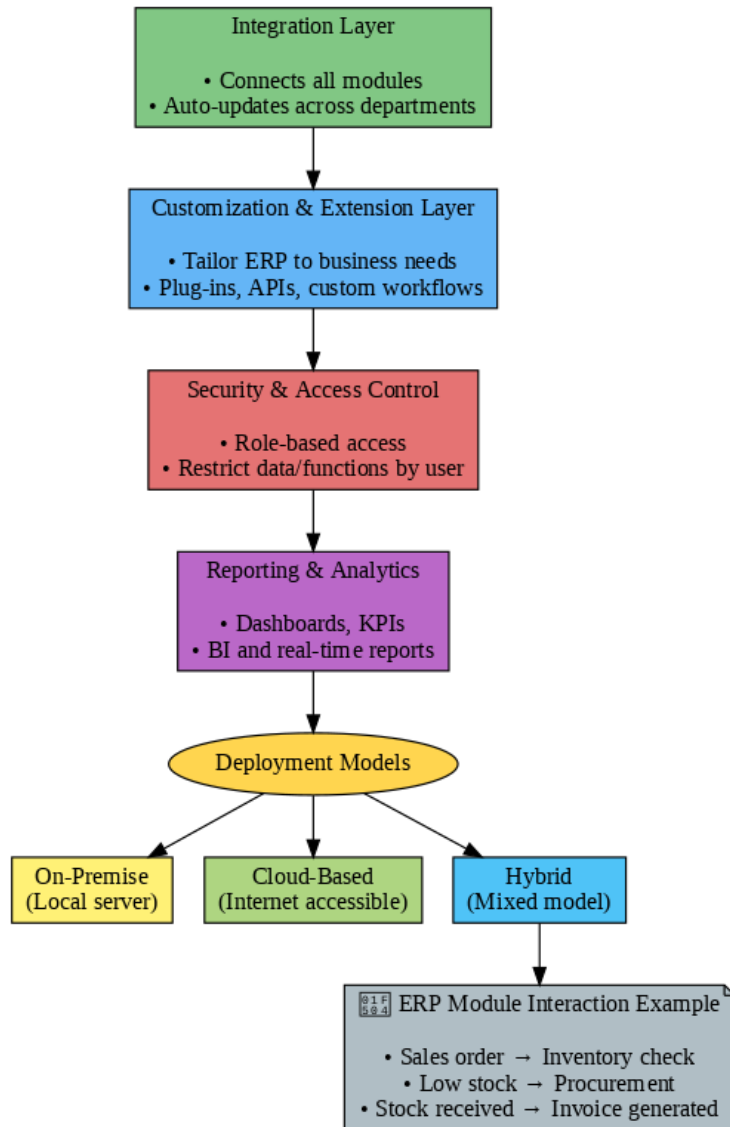 Integration Layer
• Connects all modules
• Auto-updates across departments
Customization & Extension Layer
• Tailor ERP to business needs
• Plug-ins, APIs, custom workflows
Security & Access Control
• Role-based access
• Restrict data/functions by user
Reporting & Analytics
• Dashboards, KPIs
• BI and real-time reports
Deployment Models
On-Premise
(Local server)
Cloud-Based
(Internet accessible)
Hybrid
(Mixed model)
01F504 ERP Module Interaction Example
• Sales order → Inventory check
• Low stock → Procurement
• Stock received → Invoice generated